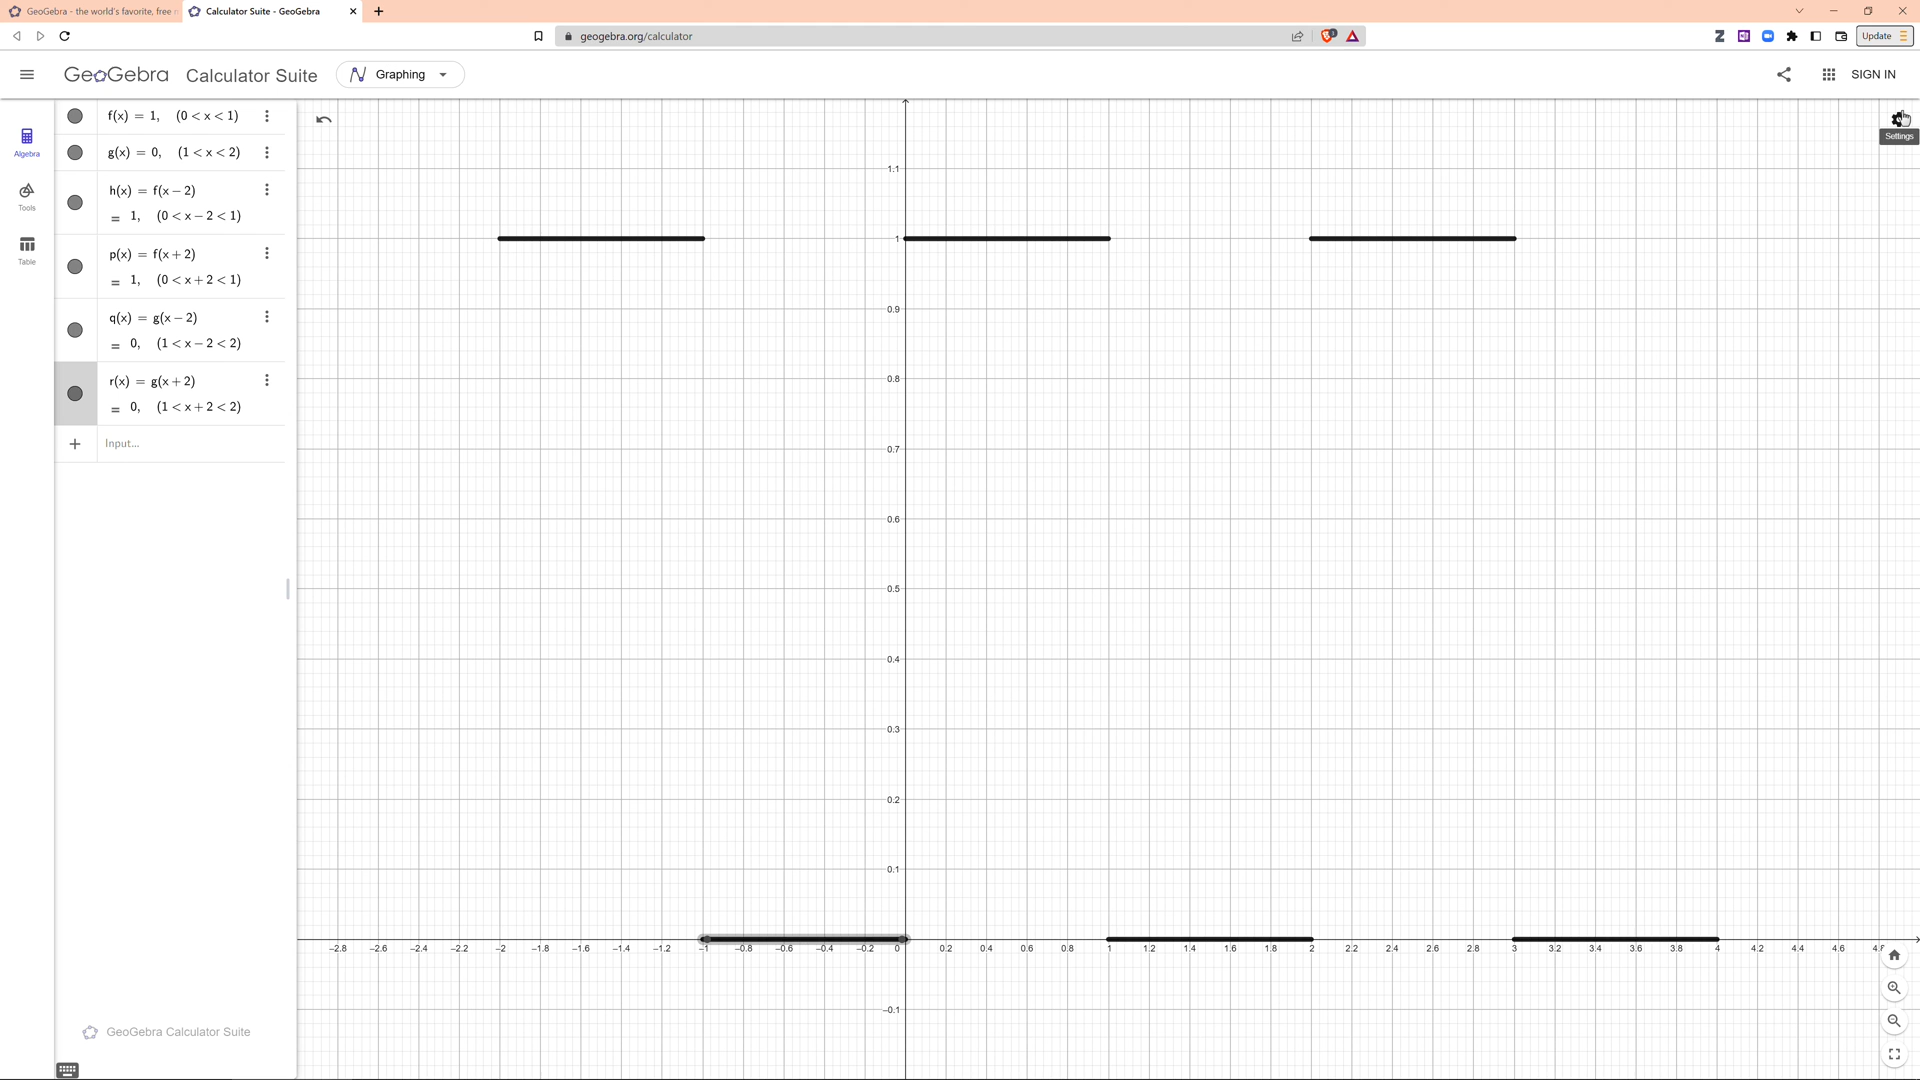 GeoGebra - the world's favorite, free m
Calculator Suite - GeoGebra
geogebra.org/calculator
Update
GeoGebra
Calculator Suite
Graphing
SIGN IN
Algebra
Tools
Table
f(x) = 1, (0 < x < 1)
g(x) = 0, (1 < x < 2)
h(x) = f(x − 2)
= 1, (0 < x − 2 < 1)
p(x) = f(x + 2)
= 1, (0 < x + 2 < 1)
q(x) = g(x − 2)
= 0, (1 < x − 2 < 2)
r(x) = g(x + 2)
= 0, (1 < x + 2 < 2)
Input...
GeoGebra Calculator Suite
Settings
1.1
1
0.9
0.8
0.7
0.6
0.5
0.4
0.3
0.2
0.1
−2.8 −2.6 −2.4 −2.2 −2 −1.8 −1.6 −1.4 −1.2 −1 −0.8 −0.6 −0.4 −0.2 0 0.2 0.4 0.6 0.8 1 1.2 1.4 1.6 1.8 2 2.2 2.4 2.6 2.8 3 3.2 3.4 3.6 3.8 4 4.2 4.4 4.6 4.8
−0.1